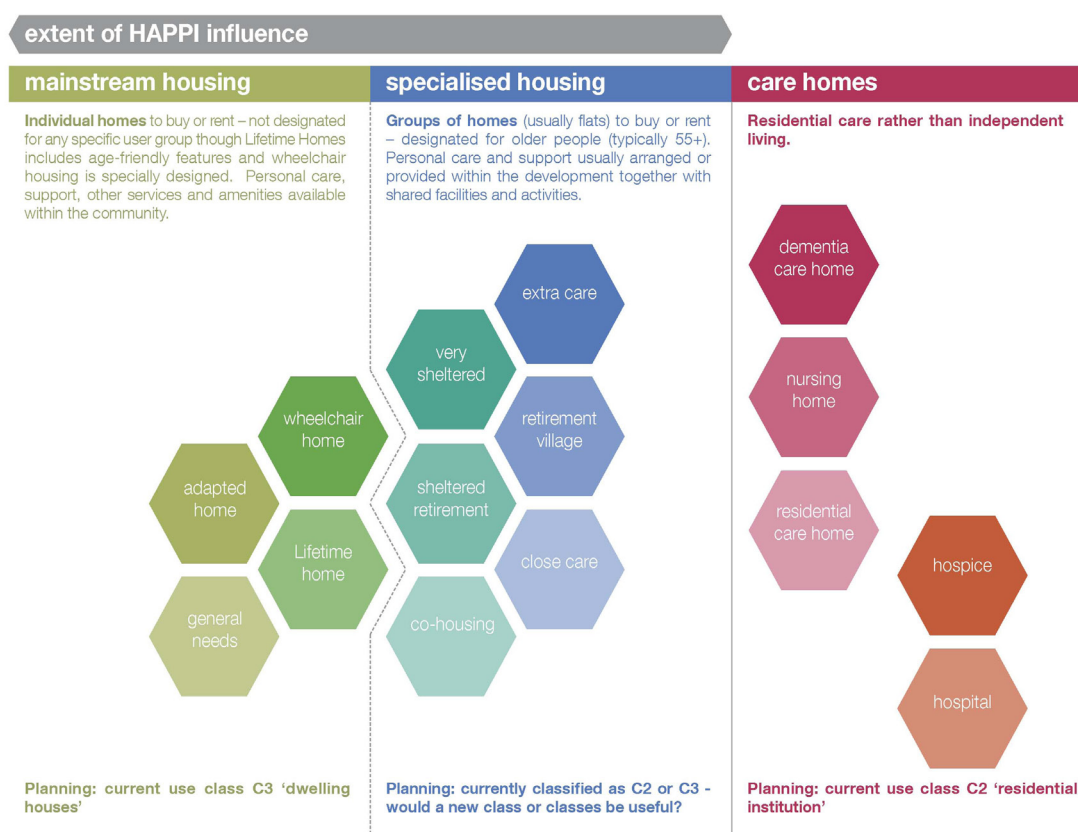 extent of HAPPI influence
mainstream housing
Individual homes to buy or rent – not designated
for any specific user group though Lifetime Homes
includes age-friendly features and wheelchair
housing is specially designed. Personal care,
support, other services and amenities available
within the community.
wheelchair
home
adapted
home
Lifetime
home
general
needs
Planning: current use class C3 ‘dwelling
houses’
specialised housing
Groups of homes (usually flats) to buy or rent
– designated for older people (typically 55+).
Personal care and support usually arranged or
provided within the development together with
shared facilities and activities.
extra care
very
sheltered
retirement
village
sheltered
retirement
close care
co-housing
Planning: currently classified as C2 or C3 -
would a new class or classes be useful?
care homes
Residential care rather than independent
living.
dementia
care home
nursing
home
residential
care home
hospice
hospital
Planning: current use class C2 ‘residential
institution’